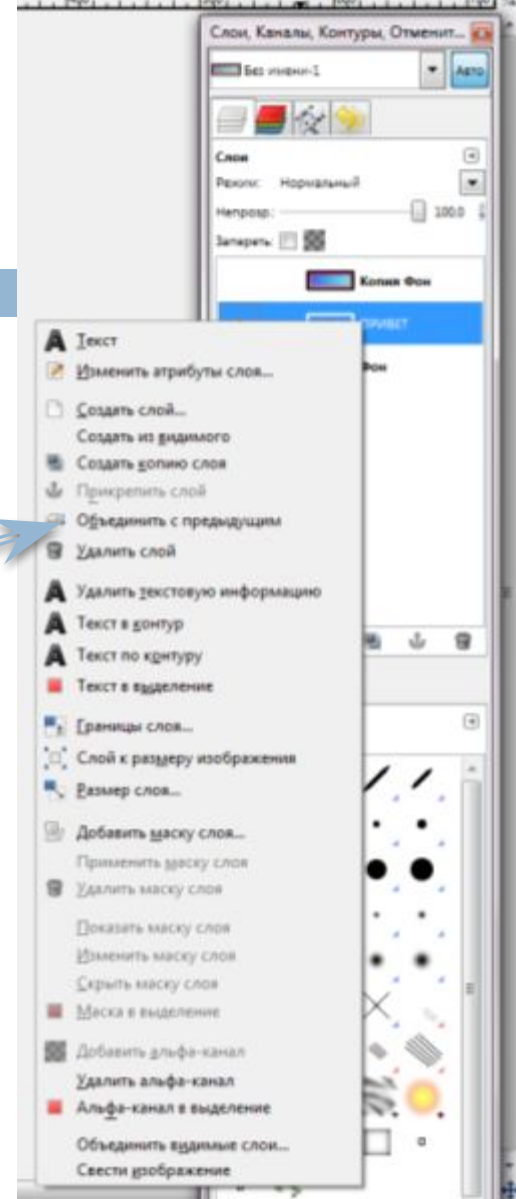 Слои, Каналы, Контуры, Отменит...
Без имени-1
Авто
Слои
Режим: Нормальный
Непрозр.: 100.0
Запереть:
Копия Фон
ПРИВЕТ
Фон
Текст
Изменить атрибуты слоя...
Создать слой...
Создать из видимого
Создать копию слоя
Прикрепить слой
Объединить с предыдущим
Удалить слой
Удалить текстовую информацию
Текст в контур
Текст по контуру
Текст в выделение
Границы слоя...
Слой к размеру изображения
Размер слоя...
Добавить маску слоя...
Применить маску слоя
Удалить маску слоя
Показать маску слоя
Изменить маску слоя
Скрыть маску слоя
Маска в выделение
Добавить альфа-канал
Удалить альфа-канал
Альфа-канал в выделение
Объединить видимые слои...
Свести изображение